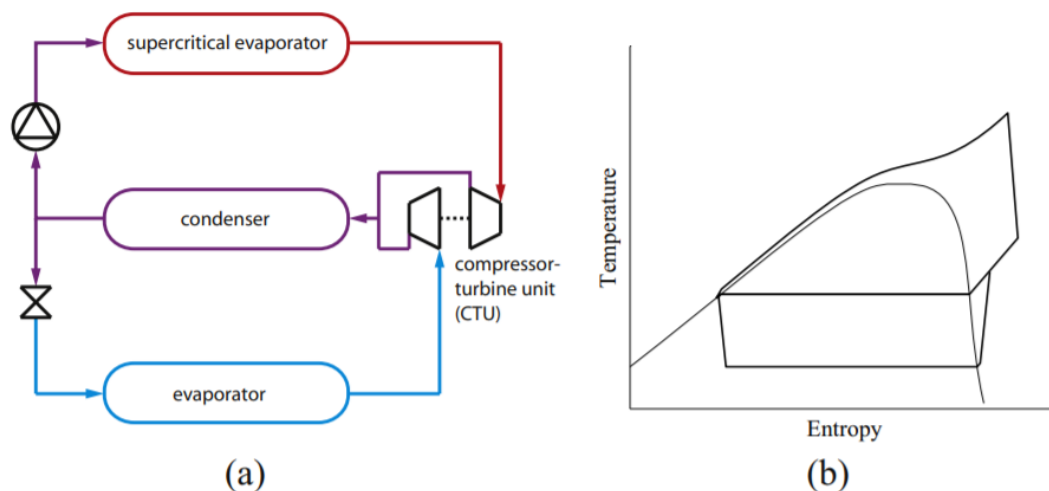 supercritical evaporator
condenser
compressor-
turbine unit
(CTU)
evaporator
(a)
Temperature
Entropy
(b)